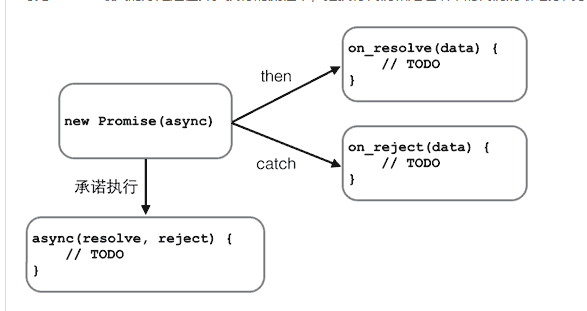 new Promise(async)
then
on_resolve(data) {
    // TODO
}
catch
on_reject(data) {
    // TODO
}
承诺执行
async(resolve, reject) {
    // TODO
}